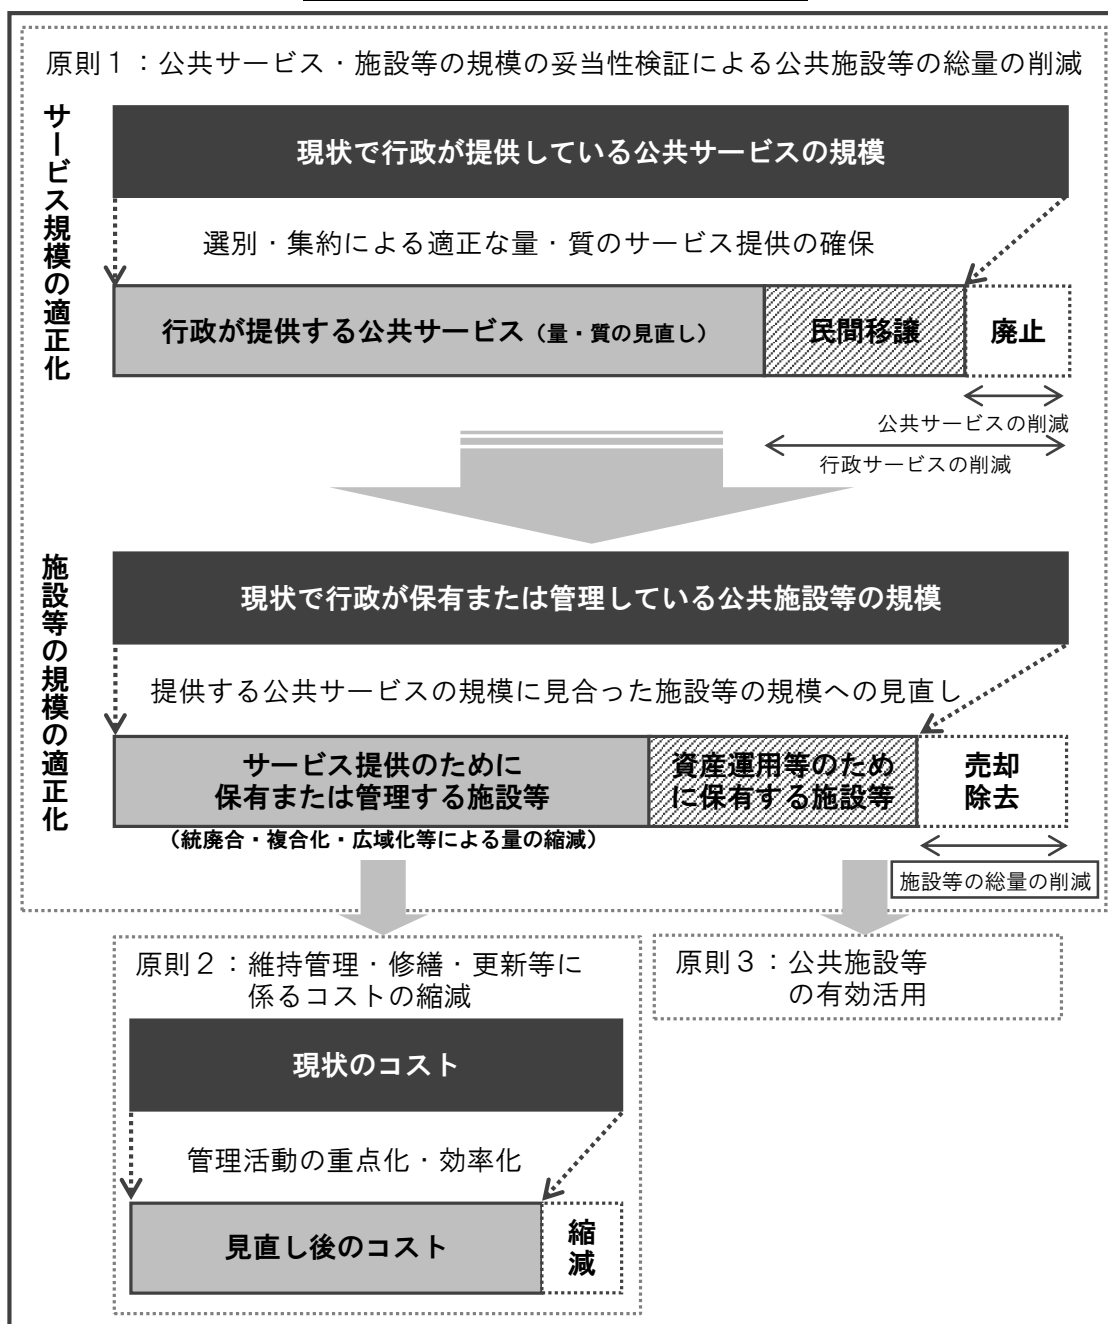 原則１：公共サービス・施設等の規模の妥当性検証による公共施設等の総量の削減
サービス規模の適正化
現状で行政が提供している公共サービスの規模
選別・集約による適正な量・質のサービス提供の確保
行政が提供する公共サービス（量・質の見直し）
民間移譲
廃止
公共サービスの削減
行政サービスの削減
施設等の規模の適正化
現状で行政が保有または管理している公共施設等の規模
提供する公共サービスの規模に見合った施設等の規模への見直し
サービス提供のために
保有または管理する施設等
資産運用等のため
に保有する施設等
売却
除去
（統廃合・複合化・広域化等による量の縮減）
施設等の総量の削減
原則２：維持管理・修繕・更新等に
係るコストの縮減
現状のコスト
管理活動の重点化・効率化
見直し後のコスト
縮
減
原則３：公共施設等
の有効活用